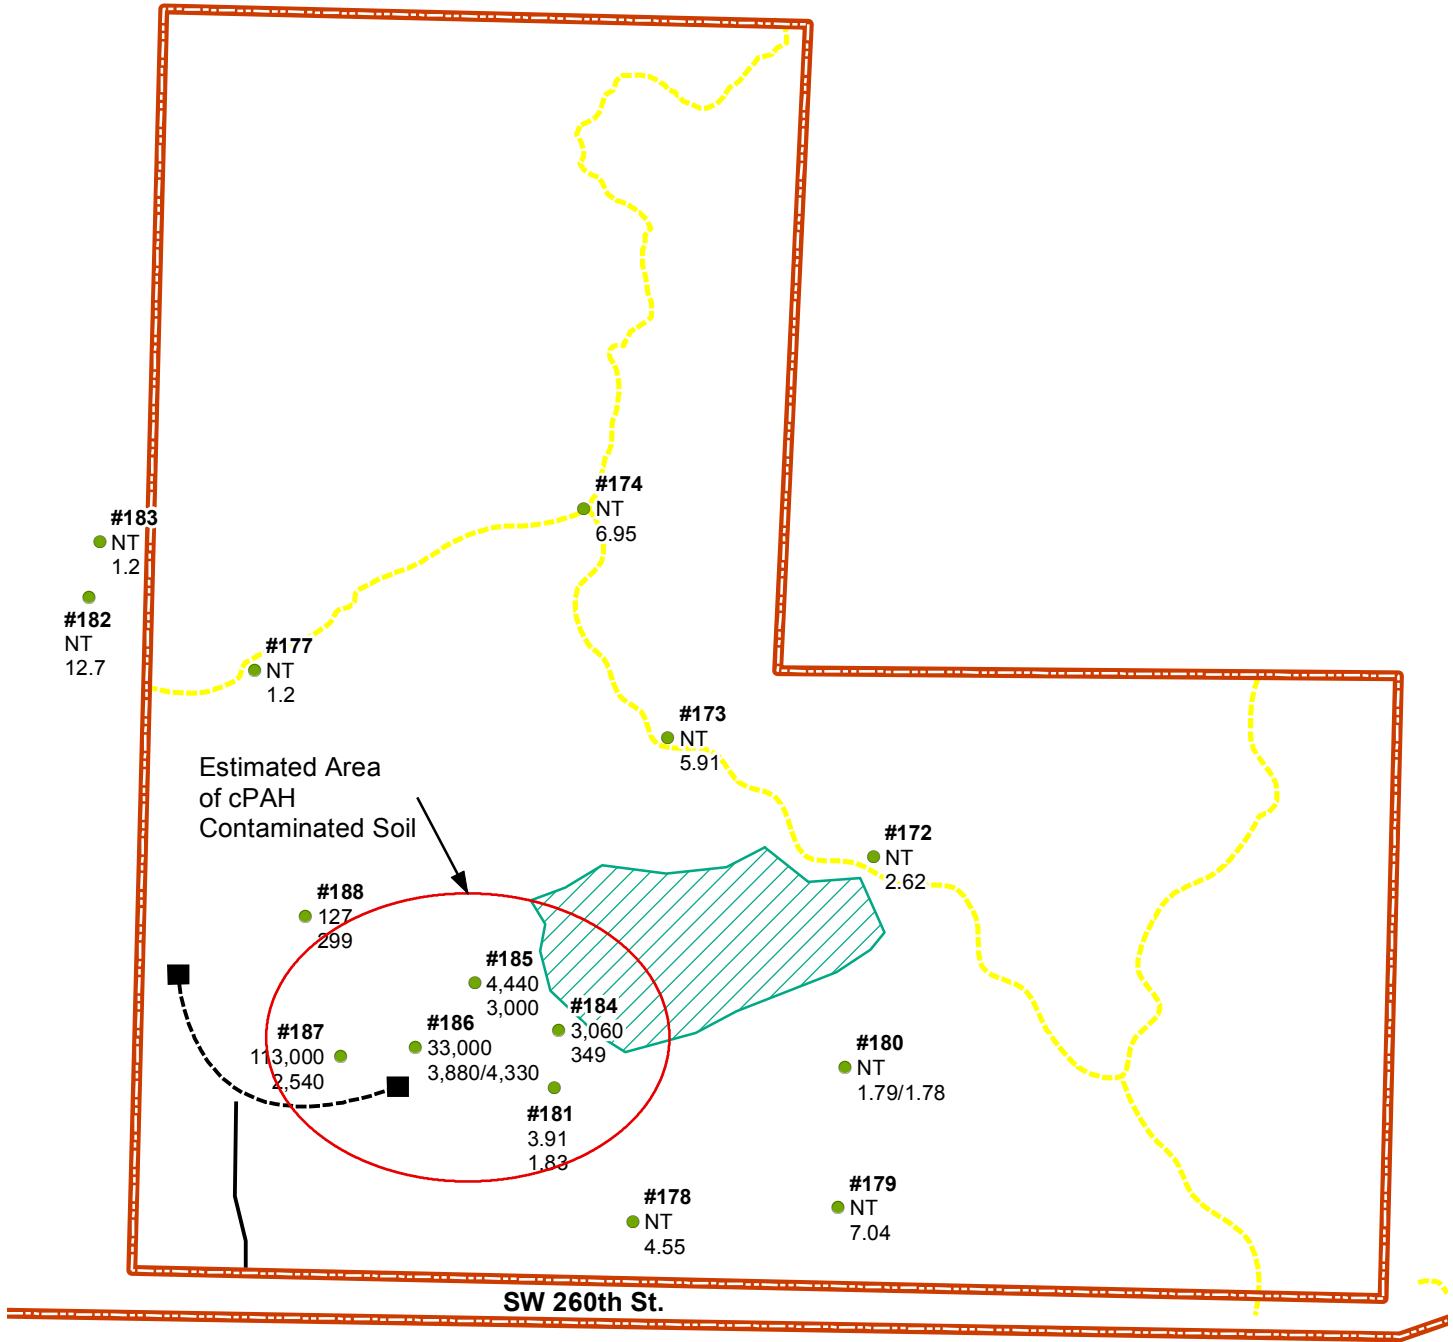 #174
NT
6.95
#183
NT
1.2
#182
NT
12.7
#177
NT
1.2
#173
NT
5.91
Estimated Area
of cPAH
Contaminated Soil
#172
NT
2.62
#188
127
299
#185
4,440
3,000
#184
3,060
349
#186
33,000
3,880/4,330
#187
113,000
2,540
#180
NT
1.79/1.78
#181
3.91
1.83
#178
NT
4.55
#179
NT
7.04
SW 260th St.